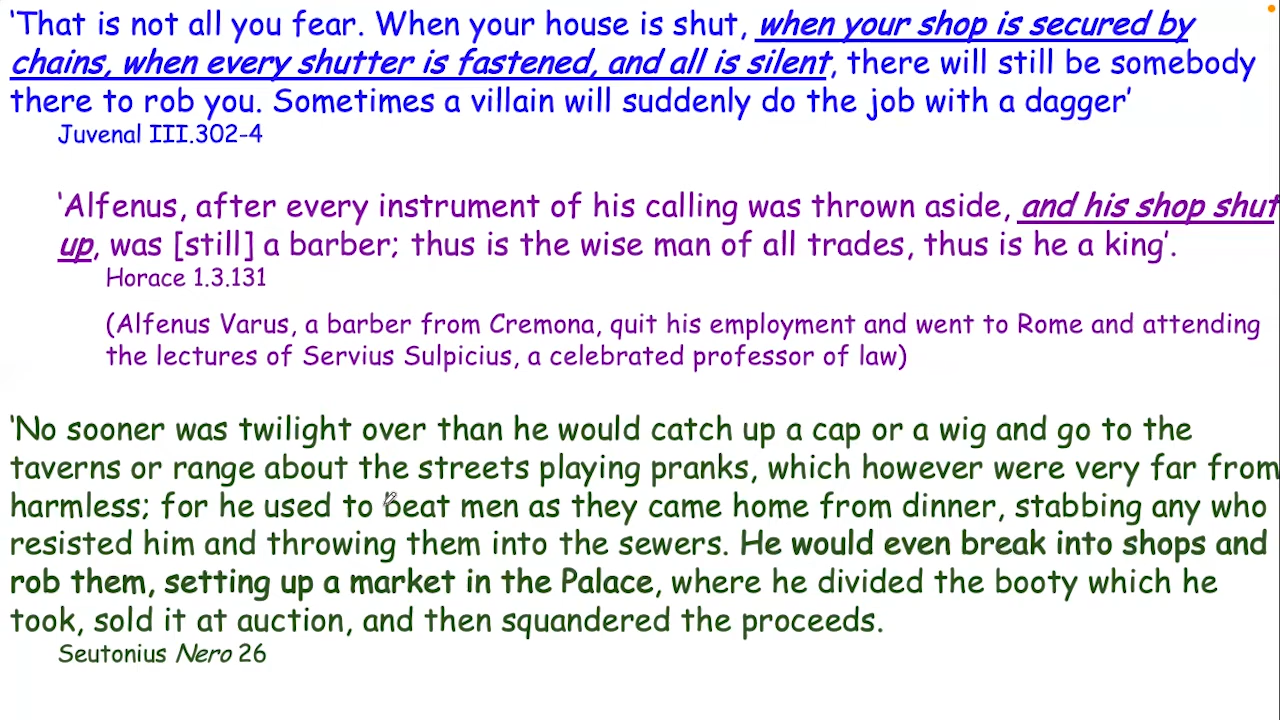 ‘That is not all you fear. When your house is shut, when your shop is secured by
chains, when every shutter is fastened, and all is silent, there will still be somebody
there to rob you. Sometimes a villain will suddenly do the job with a dagger’
Juvenal III.302-4
‘Alfenus, after every instrument of his calling was thrown aside, and his shop shut
up, was [still] a barber; thus is the wise man of all trades, thus is he a king’.
Horace 1.3.131
(Alfenus Varus, a barber from Cremona, quit his employment and went to Rome and attending
the lectures of Servius Sulpicius, a celebrated professor of law)
‘No sooner was twilight over than he would catch up a cap or a wig and go to the
taverns or range about the streets playing pranks, which however were very far from
harmless; for he used to beat men as they came home from dinner, stabbing any who
resisted him and throwing them into the sewers. He would even break into shops and
rob them, setting up a market in the Palace, where he divided the booty which he
took, sold it at auction, and then squandered the proceeds.
Seutonius Nero 26